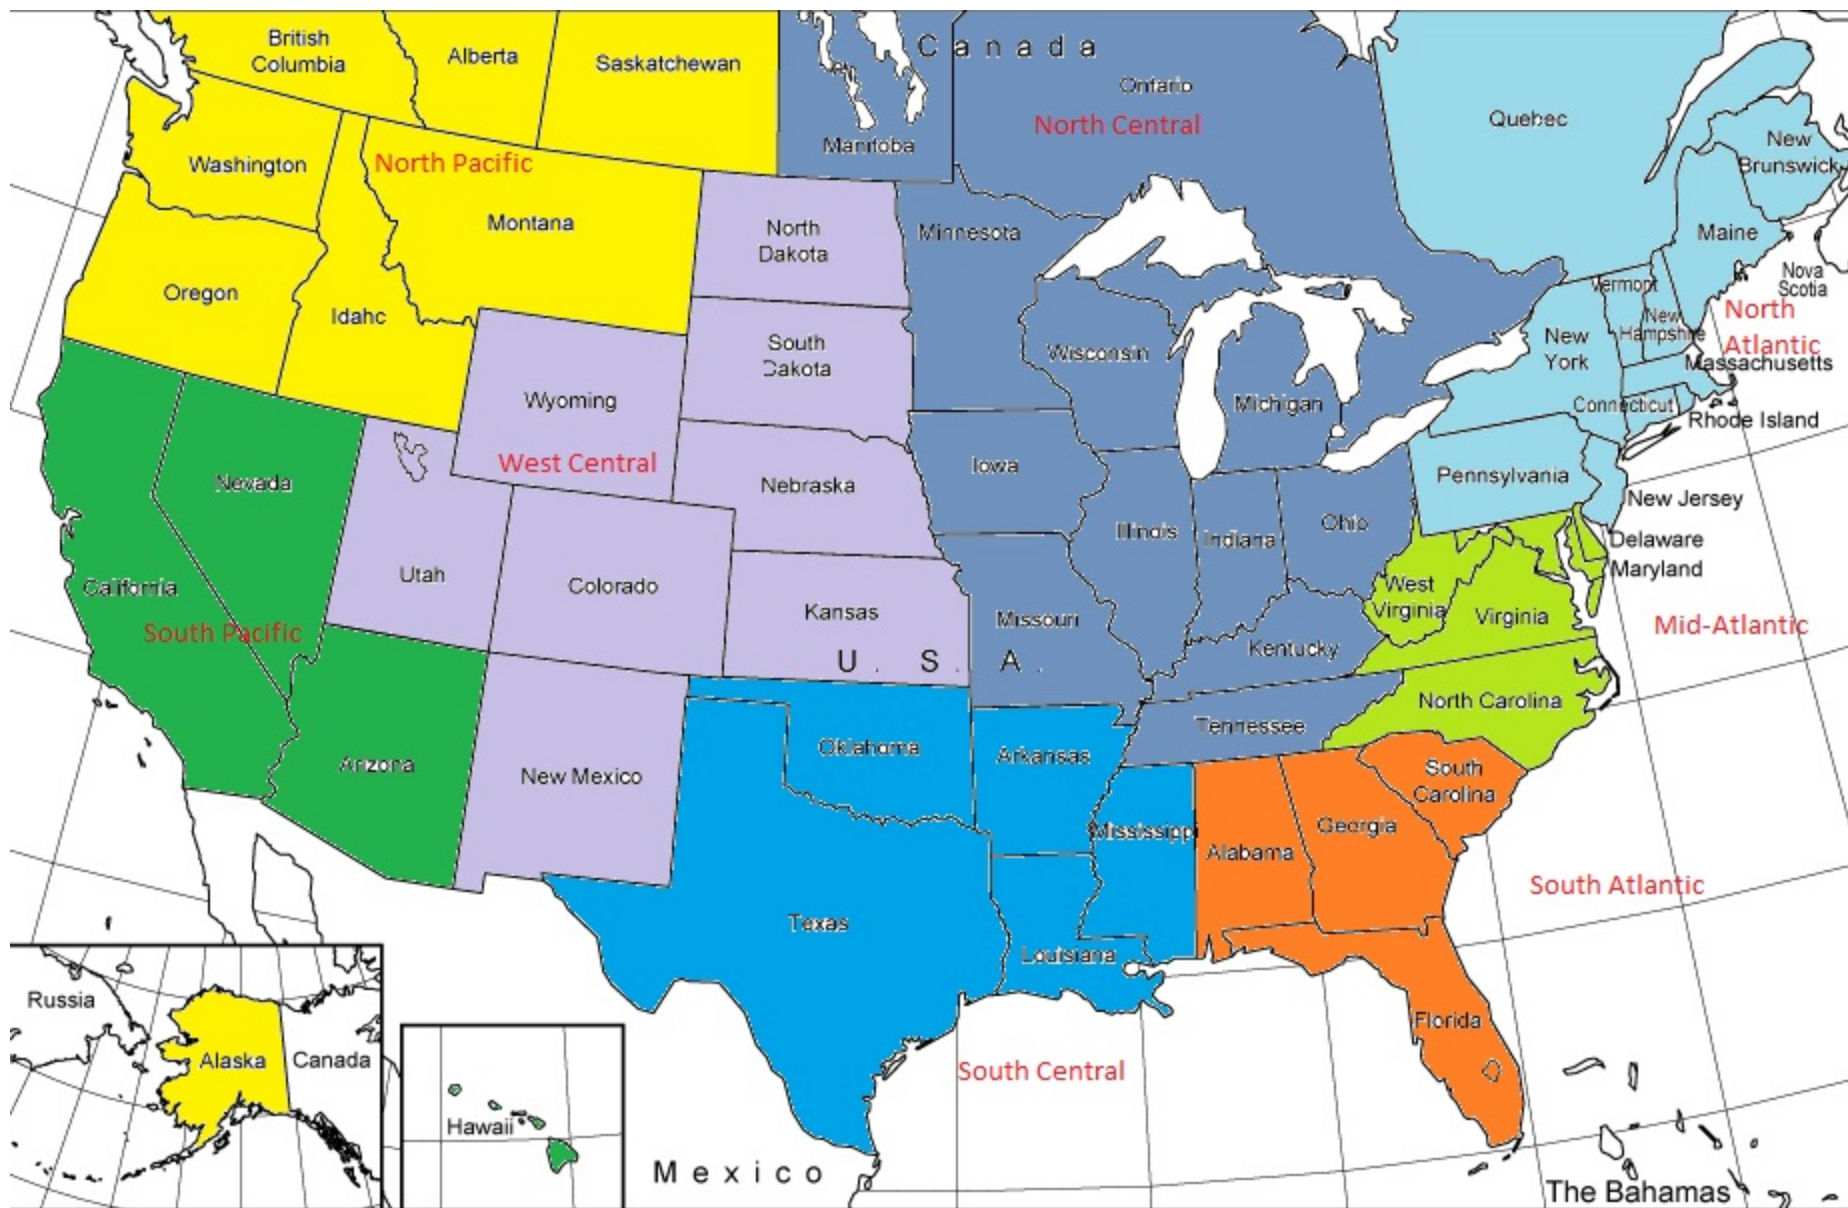 British
Columbia
Alberta
Saskatchewan
Canada
Ontario
North Central
Manitoba
Quebec
New
Brunswick
Washington
North Pacific
Montana
North
Dakota
Minnesota
Maine
Nova
Scotia
Oregon
Idahc
Vermont
New
Hampshire
North
Atlantic
New
York
Massachusetts
Wisconsin
South
Dakota
Wyoming
Michigan
Connecticut
Rhode Island
West Central
Nevada
Nebraska
Iowa
Pennsylvania
New Jersey
Illinois
Indiana
Ohio
Delaware
Maryland
California
Utah
Colorado
Kansas
Missouri
West
Virginia
Virginia
Mid-Atlantic
South Pacific
Kentucky
U. S. A.
North Carolina
Tennessee
Oklahoma
Arkansas
Arizona
New Mexico
South
Carolina
Mississippi
Alabama
Georgia
South Atlantic
Texas
Louisiana
Russia
Alaska
Canada
Florida
South Central
Hawaii
Mexico
The Bahamas